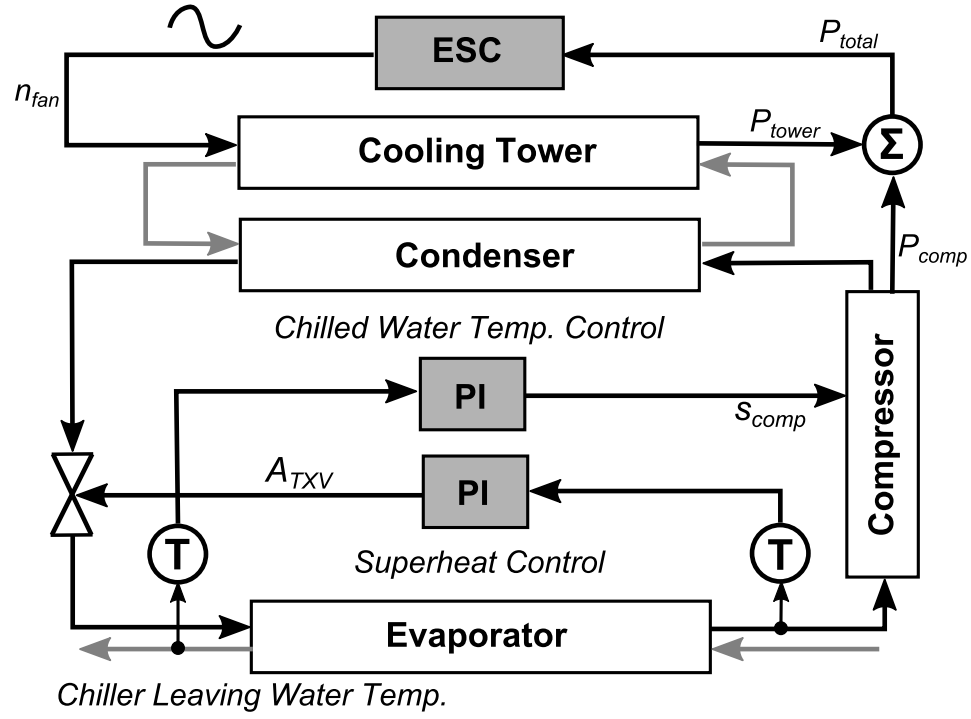 ESC
P_total
n_fan
Cooling Tower
P_tower
Σ
Condenser
P_comp
Chilled Water Temp. Control
PI
s_comp
Compressor
A_TXV
PI
T
Superheat Control
T
Evaporator
Chiller Leaving Water Temp.